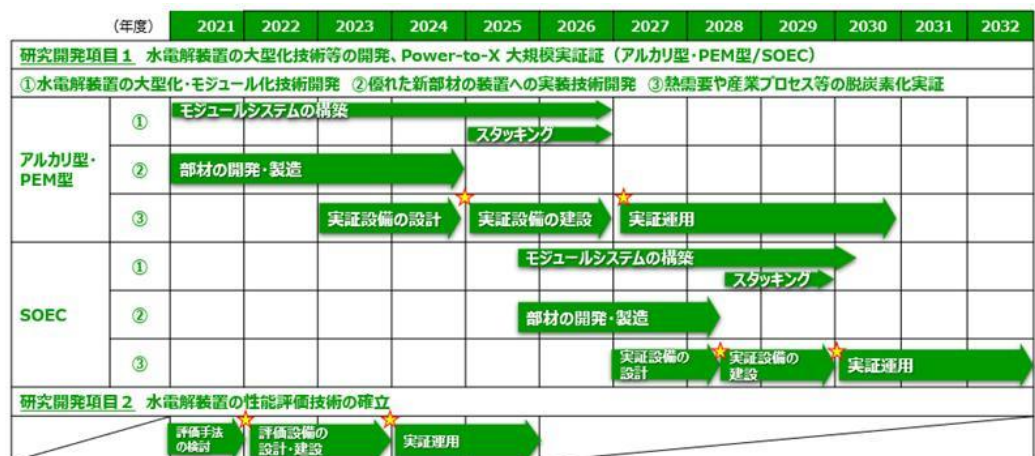 （年度） 2021 2022 2023 2024 2025 2026 2027 2028 2029 2030 2031 2032
研究開発項目１ 水電解装置の大型化技術等の開発、Power-to-X 大規模実証証（アルカリ型・PEM型/SOEC）
①水電解装置の大型化・モジュール化技術開発 ②優れた新部材の装置への実装技術開発 ③熱需要や産業プロセス等の脱炭素化実証
アルカリ型・
PEM型
①
モジュールシステムの構築
スタッキング
②
部材の開発・製造
③
実証設備の設計
実証設備の建設
実証運用
SOEC
①
モジュールシステムの構築
スタッキング
②
部材の開発・製造
③
実証設備の
設計
実証設備の
建設
実証運用
研究開発項目２ 水電解装置の性能評価技術の確立
評価手法
の検討
評価設備の
設計・建設
実証運用